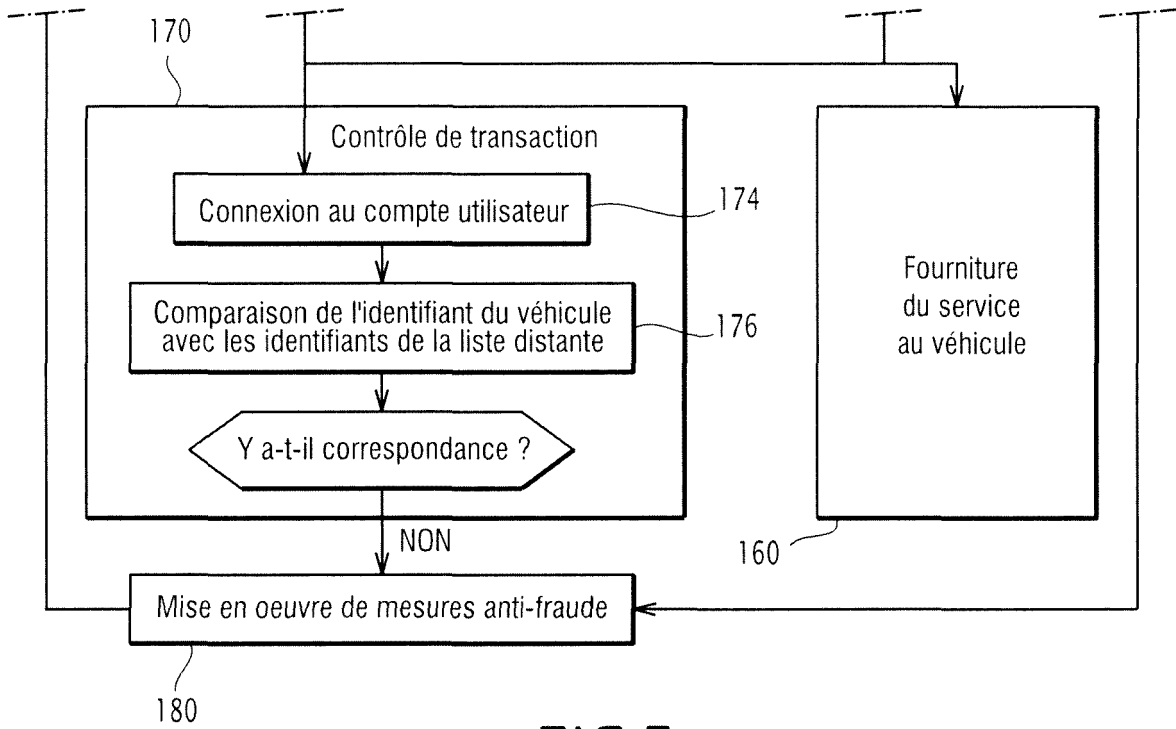 170
Contrôle de transaction
Connexion au compte utilisateur
174
Comparaison de l'identifiant du véhicule
avec les identifiants de la liste distante
176
Y a-t-il correspondance ?
NON
Fourniture
du service
au véhicule
160
Mise en oeuvre de mesures anti-fraude
180